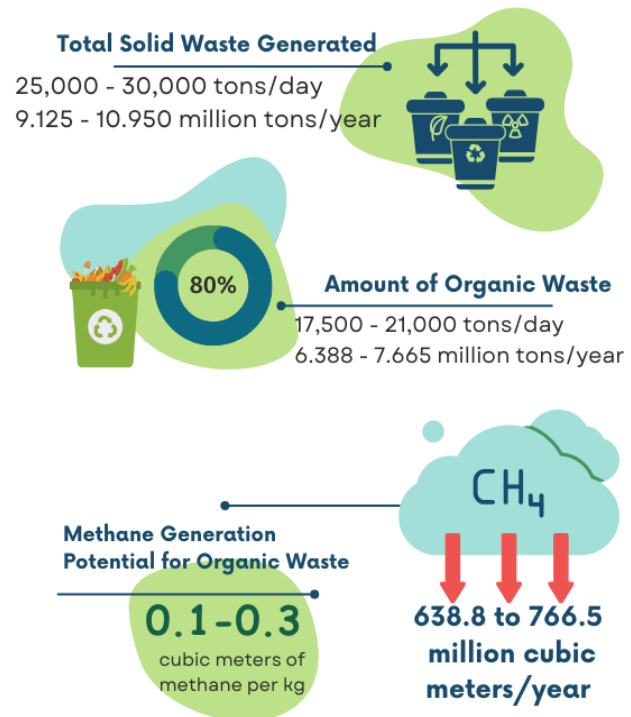 Total Solid Waste Generated
25,000 - 30,000 tons/day
9.125 - 10.950 million tons/year
80%
Amount of Organic Waste
17,500 - 21,000 tons/day
6.388 - 7.665 million tons/year
CH4
Methane Generation
Potential for Organic Waste
0.1-0.3
cubic meters of
methane per kg
638.8 to 766.5
million cubic
meters/year